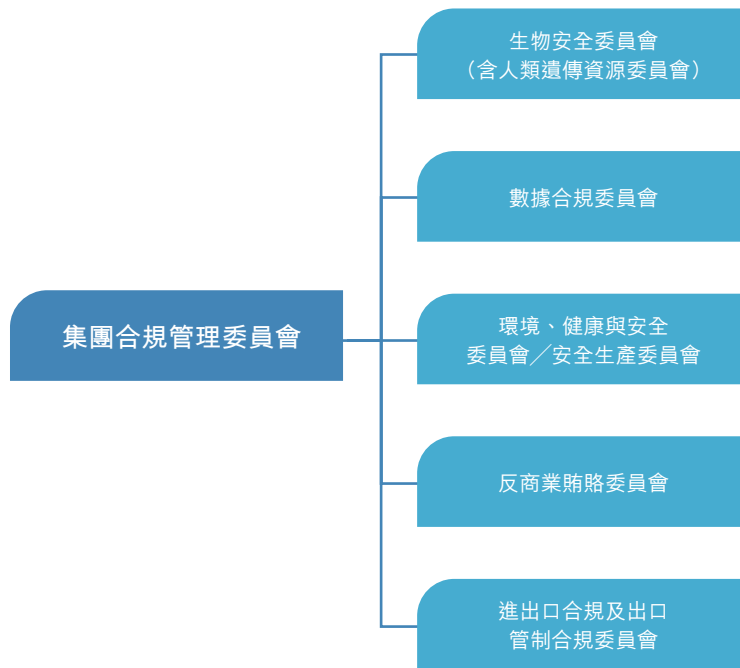 生物安全委員會
（含人類遺傳資源委員會）
數據合規委員會
集團合規管理委員會
環境、健康與安全
委員會╱安全生產委員會
反商業賄賂委員會
進出口合規及出口
管制合規委員會